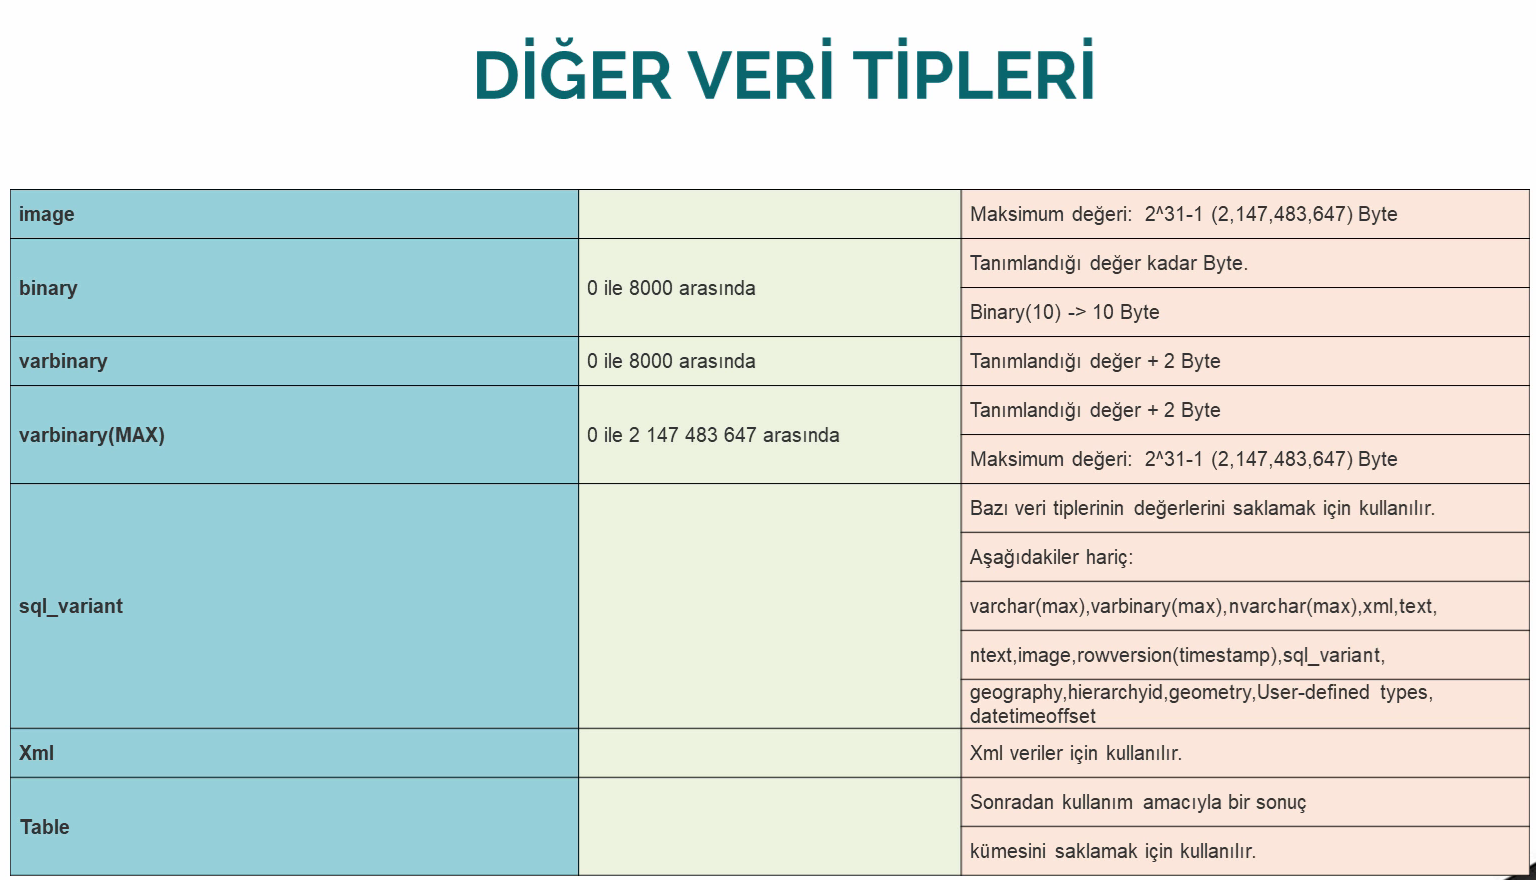 DİĞER VERİ TİPLERİ
image
Maksimum değeri: 2^31-1 (2,147,483,647) Byte
binary
0 ile 8000 arasında
Tanımlandığı değer kadar Byte.
Binary(10) -> 10 Byte
varbinary
0 ile 8000 arasında
Tanımlandığı değer + 2 Byte
varbinary(MAX)
0 ile 2 147 483 647 arasında
Tanımlandığı değer + 2 Byte
Maksimum değeri: 2^31-1 (2,147,483,647) Byte
sql_variant
Bazı veri tiplerinin değerlerini saklamak için kullanılır.
Aşağıdakiler hariç:
varchar(max),varbinary(max),nvarchar(max),xml,text,
ntext,image,rowversion(timestamp),sql_variant,
geography,hierarchyid,geometry,User-defined types,
datetimeoffset
Xml
Xml veriler için kullanılır.
Table
Sonradan kullanım amacıyla bir sonuç
kümesini saklamak için kullanılır.